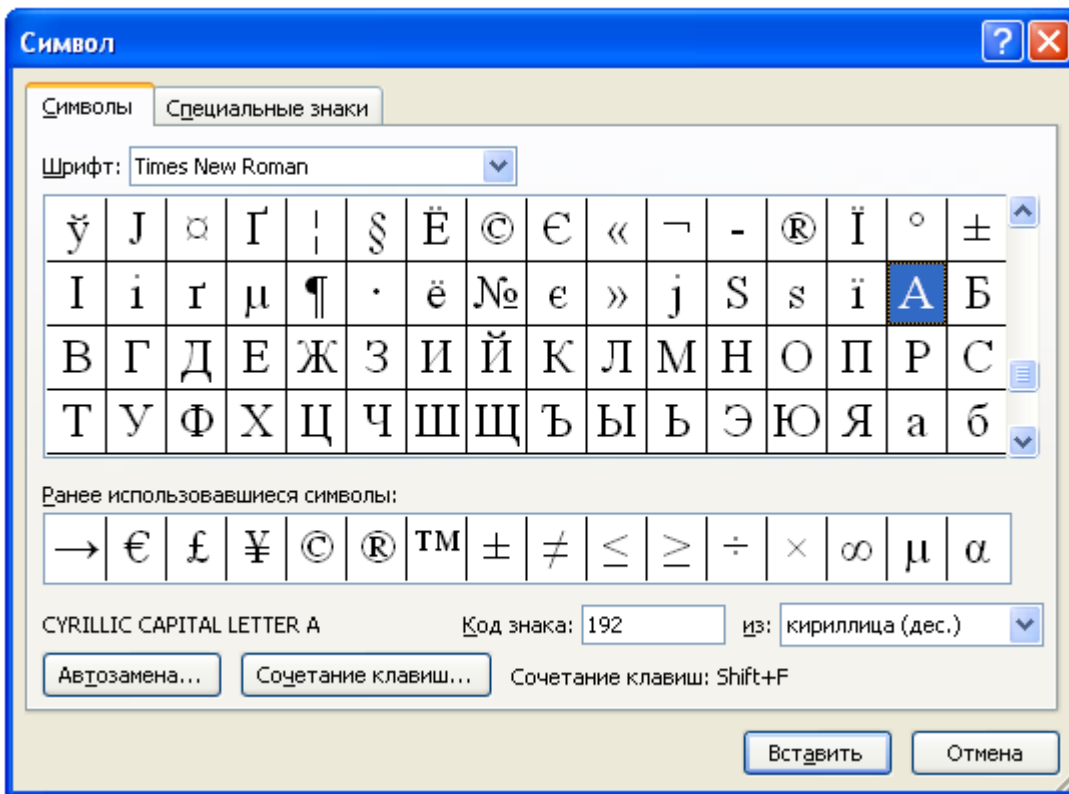 Символ
Символы Специальные знаки
Шрифт: Times New Roman
ў Ј ¤ Ґ ¦ § Ё © Є « ¬ - ® Ї ° ±
І і ґ µ ¶ · ё № є » ј Ѕ ѕ ї А Б
В Г Д Е Ж З И Й К Л М Н О П Р С
Т У Ф Х Ц Ч Ш Щ Ъ Ы Ь Э Ю Я а б
Ранее использовавшиеся символы:
→ € £ ¥ © ® ™ ± ≠ ≤ ≥ ÷ × ∞ µ α
CYRILLIC CAPITAL LETTER A Код знака: 192 из: кириллица (дес.)
Автозамена... Сочетание клавиш... Сочетание клавиш: Shift+F
Вставить Отмена